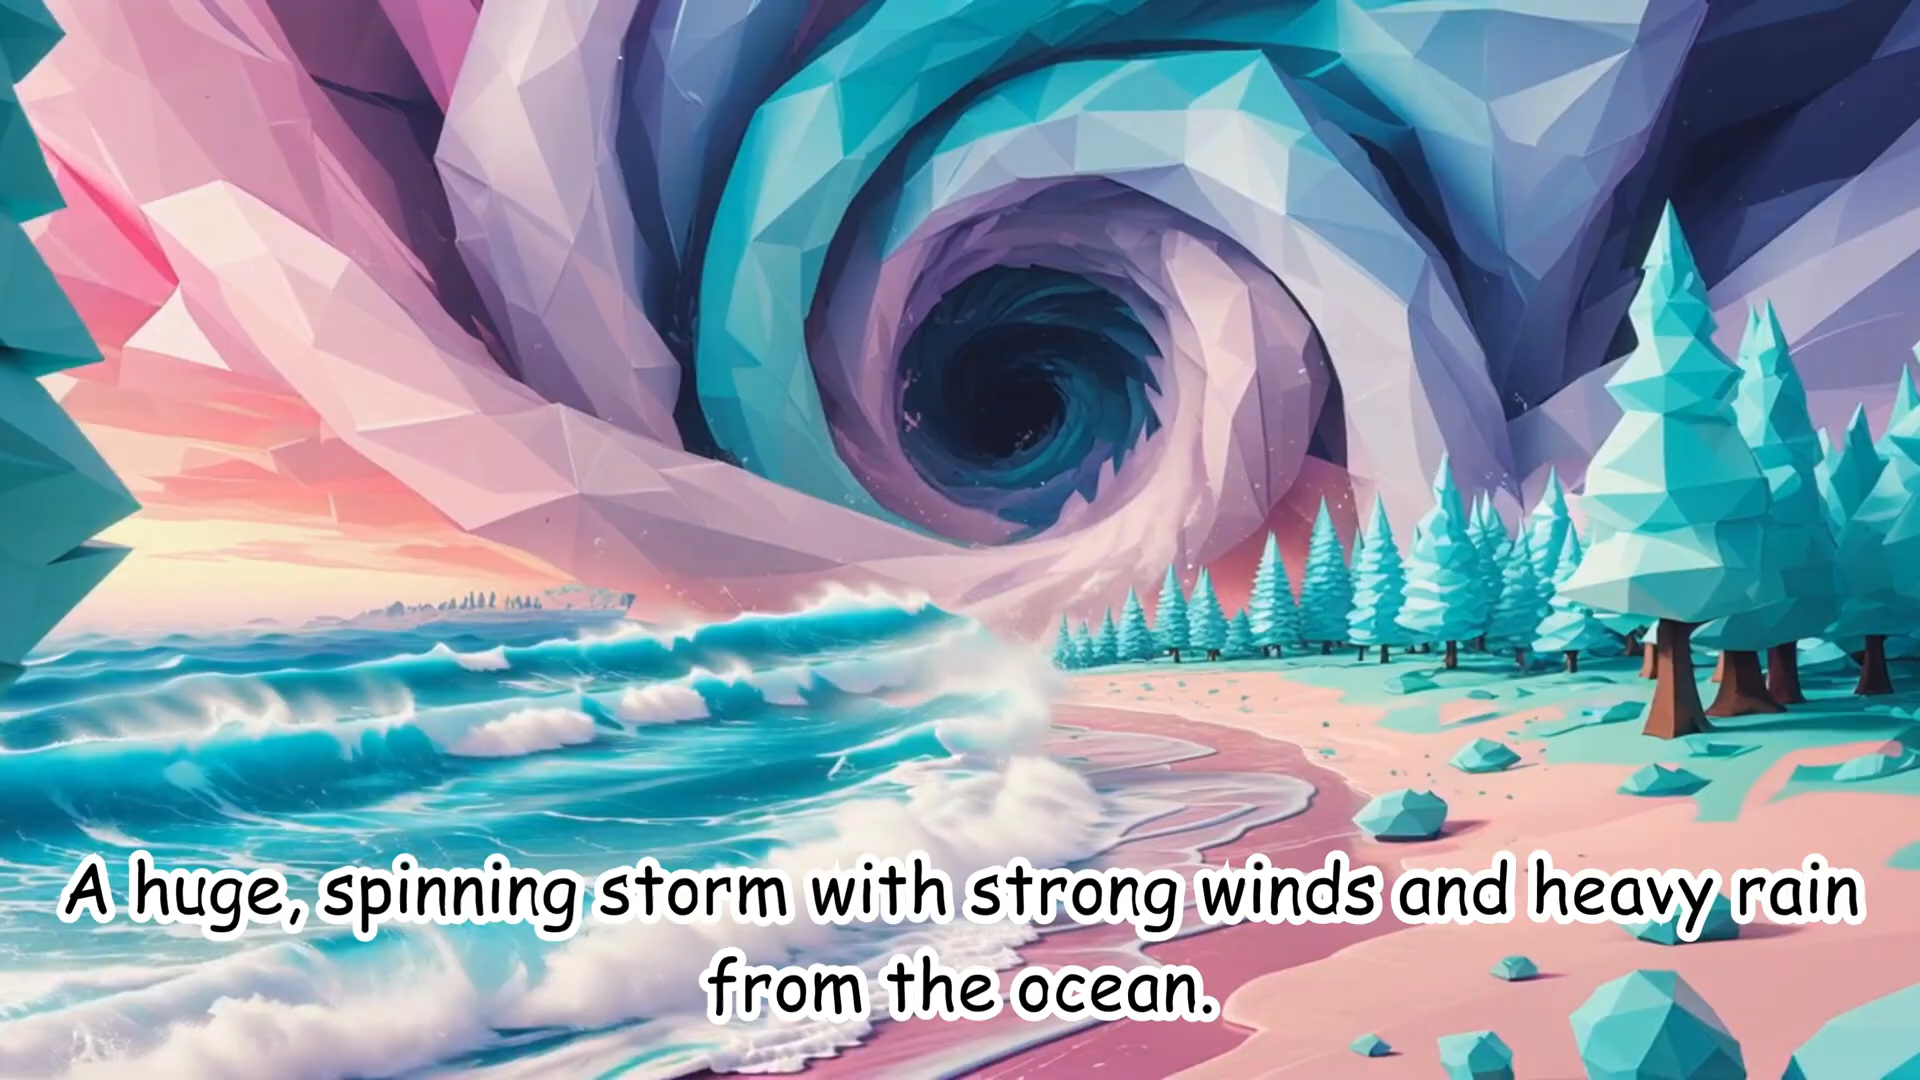 A huge, spinning storm with strong winds and heavy rain
from the ocean.